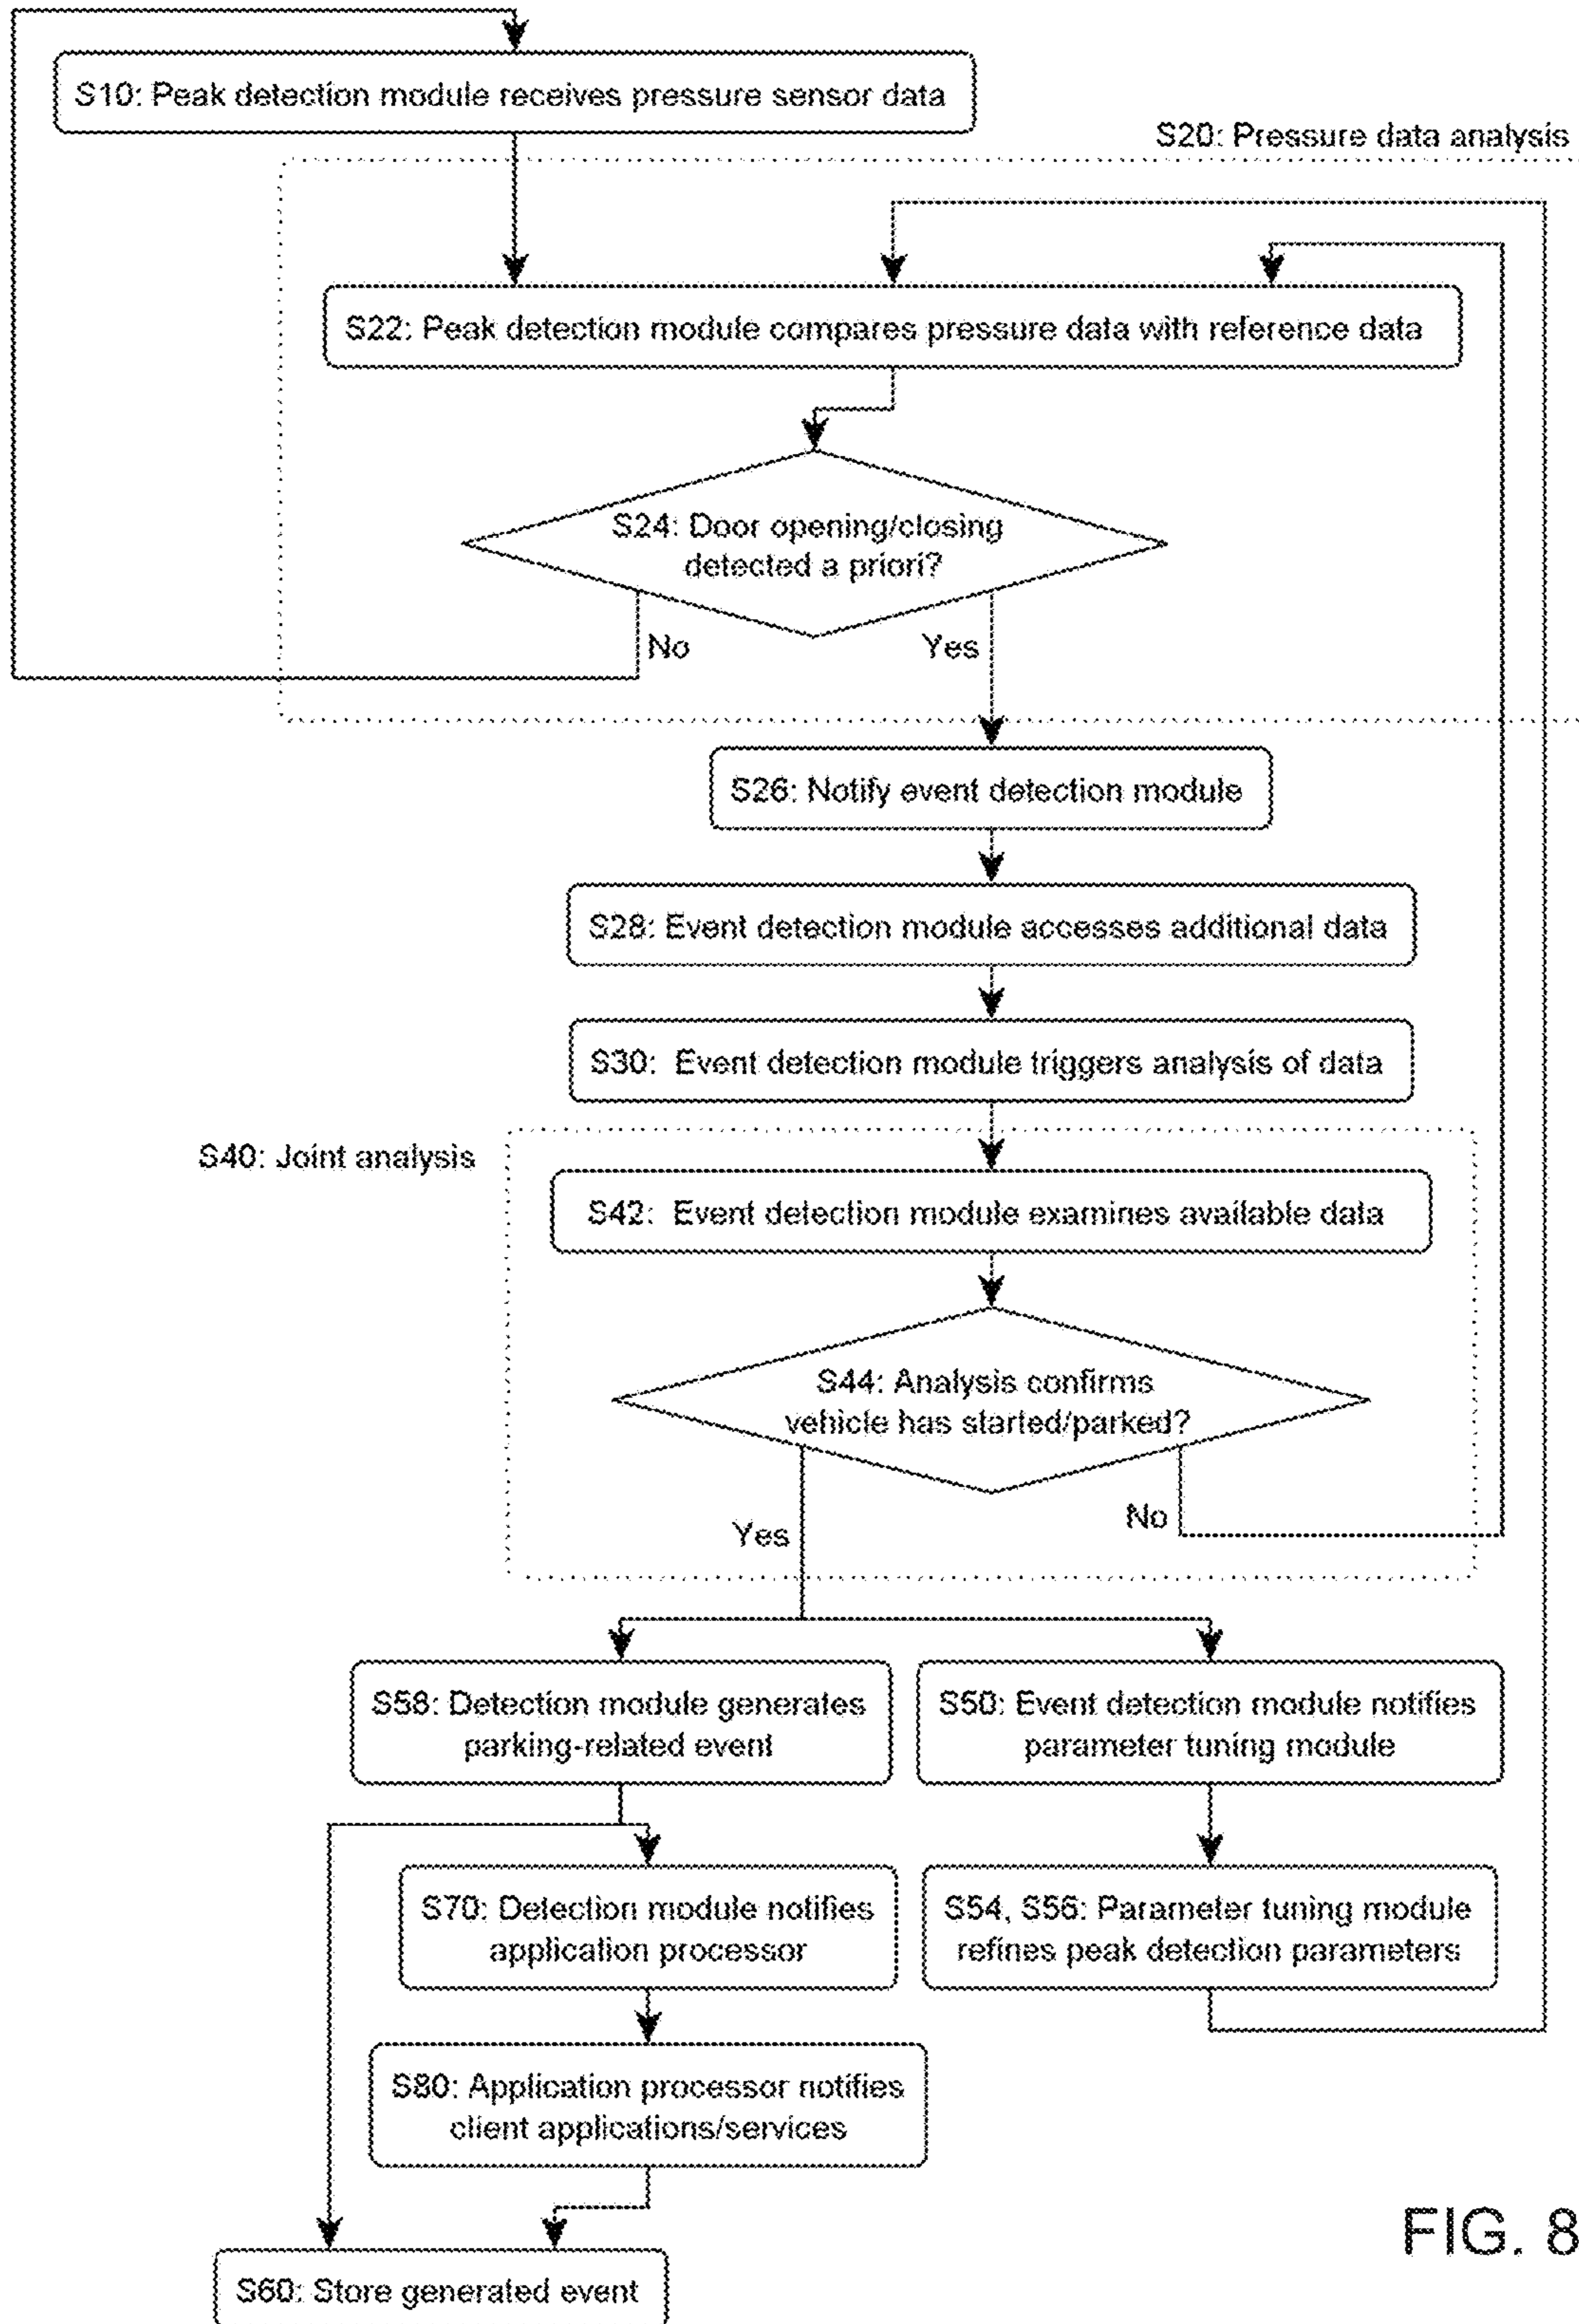 S10: Peak detection module receives pressure sensor data
S20: Pressure data analysis
S22: Peak detection module compares pressure data with reference data
S24: Door opening/closing
detected a priori?
No
Yes
S26: Notify event detection module
S28: Event detection module accesses additional data
S30: Event detection module triggers analysis of data
S40: Joint analysis
S42: Event detection module examines available data
S44: Analysis confirms
vehicle has started/parked?
Yes
No
S58: Detection module generates
parking-related event
S50: Event detection module notifies
parameter tuning module
S70: Detection module notifies
application processor
S54, S56: Parameter tuning module
refines peak detection parameters
S80: Application processor notifies
client applications/services
S60: Store generated event
FIG. 8